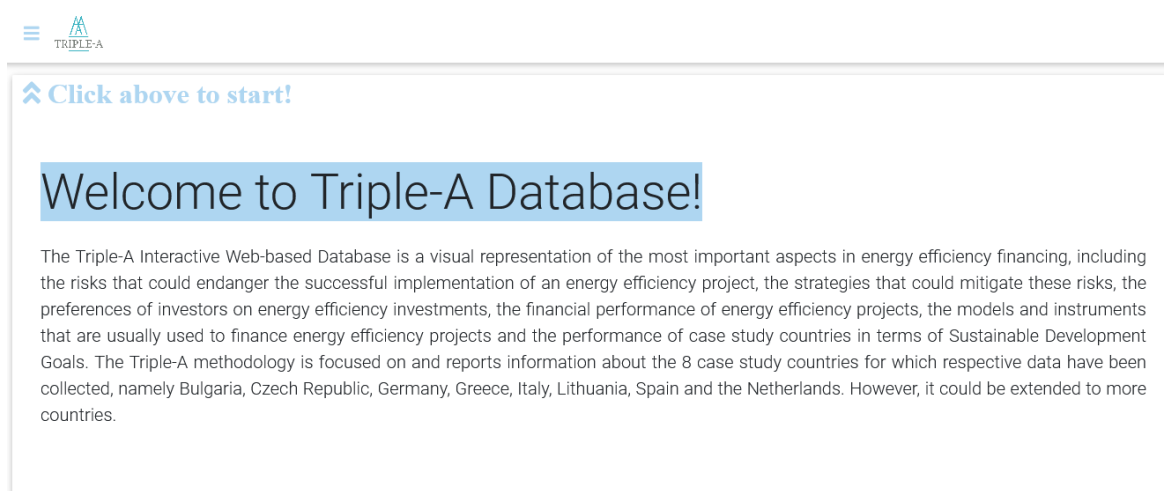 TRIPLE-A
Click above to start!
Welcome to Triple-A Database!
The Triple-A Interactive Web-based Database is a visual representation of the most important aspects in energy efficiency financing, including
the risks that could endanger the successful implementation of an energy efficiency project, the strategies that could mitigate these risks, the
preferences of investors on energy efficiency investments, the financial performance of energy efficiency projects, the models and instruments
that are usually used to finance energy efficiency projects and the performance of case study countries in terms of Sustainable Development
Goals. The Triple-A methodology is focused on and reports information about the 8 case study countries for which respective data have been
collected, namely Bulgaria, Czech Republic, Germany, Greece, Italy, Lithuania, Spain and the Netherlands. However, it could be extended to more
countries.